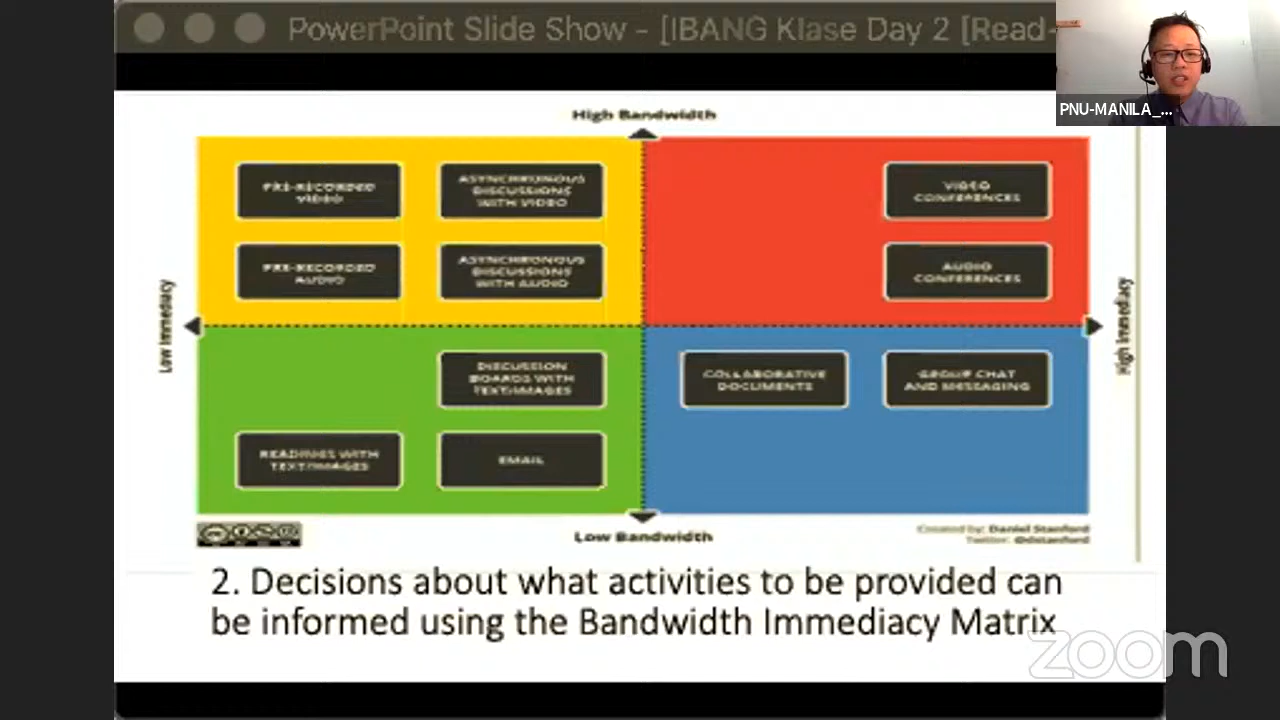 PowerPoint Slide Show - [IBANG Klase Day 2 [Read-
PNU-MANILA_...
High Bandwidth
PRE-RECORDED
VIDEO
ASYNCHRONOUS
DISCUSSIONS
WITH VIDEO
VIDEO
CONFERENCES
PRE-RECORDED
AUDIO
ASYNCHRONOUS
DISCUSSIONS
WITH AUDIO
AUDIO
CONFERENCES
Low Immediacy
High Immediacy
DISCUSSION
BOARDS WITH
TEXT/IMAGES
COLLABORATIVE
DOCUMENTS
GROUP CHAT
AND MESSAGING
READINGS WITH
TEXT/IMAGES
EMAIL
Low Bandwidth
Created by: Daniel Stanford
Twitter: @dstanford
2. Decisions about what activities to be provided can
be informed using the Bandwidth Immediacy Matrix
zoom